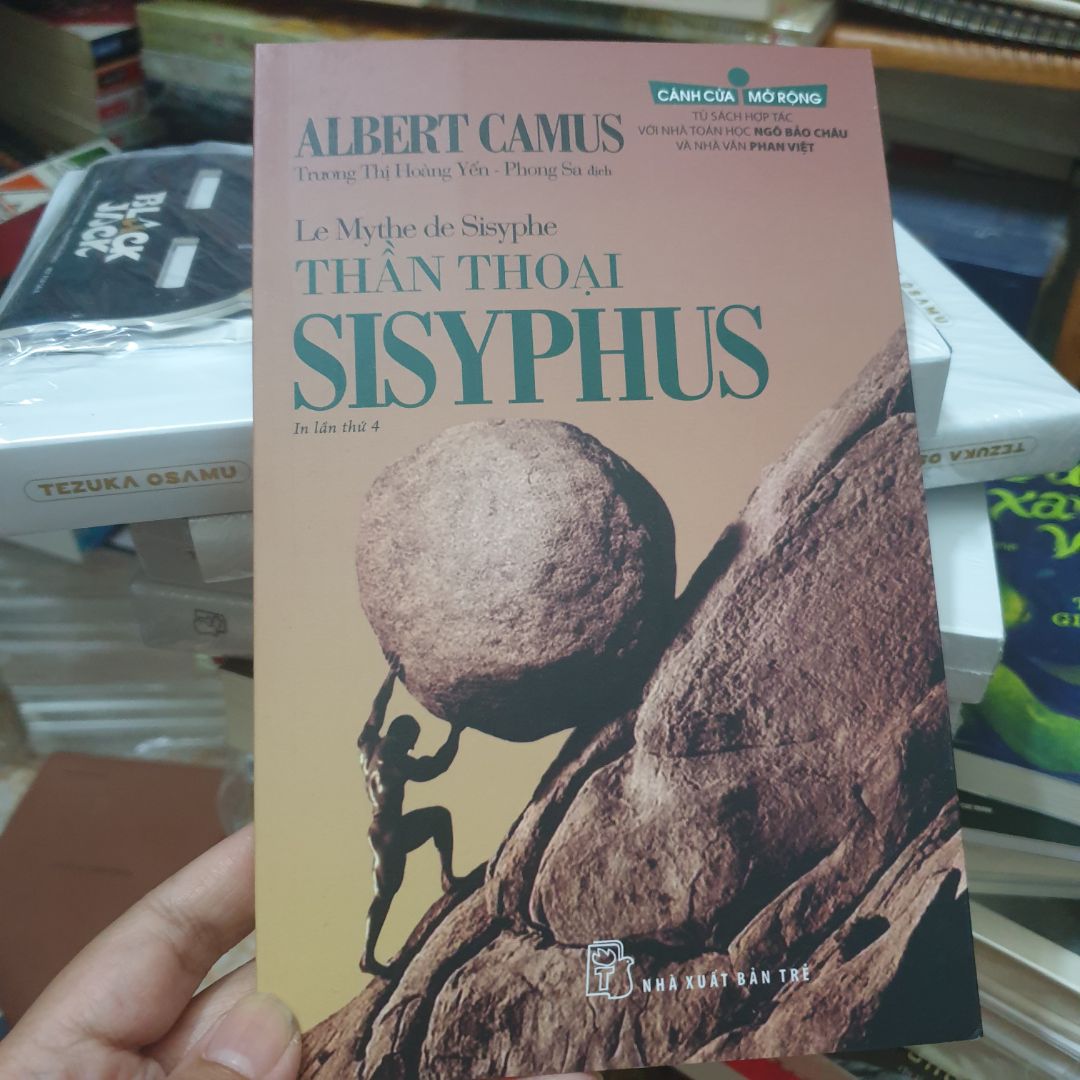 ALBERT CAMUS
Trương Thị Hoàng Yến - Phong Sa dịch
CÁNH CỬA MỞ RỘNG
TỦ SÁCH HỢP TÁC
VỚI NHÀ TOÁN HỌC NGÔ BẢO CHÂU
VÀ NHÀ VĂN PHAN VIỆT
Le Mythe de Sisyphe
THẦN THOẠI
SISYPHUS
In lần thứ 4
NHÀ XUẤT BẢN TRẺ
BLACK
JACK
TEZUKA OSAMU
OSAMU
TEZUKA